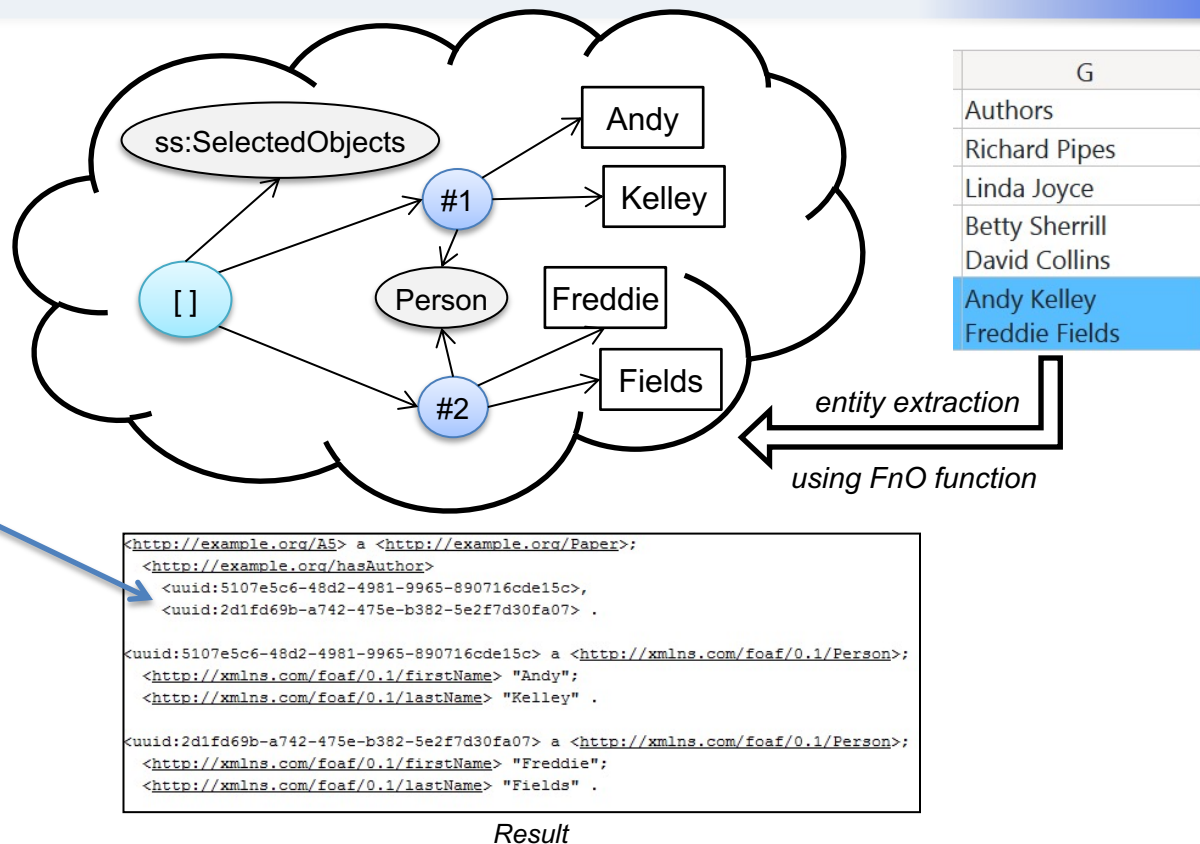 ss:SelectedObjects
Andy
#1
Kelley
[ ]
Person
Freddie
Fields
#2
G
Authors
Richard Pipes
Linda Joyce
Betty Sherrill
David Collins
Andy Kelley
Freddie Fields
entity extraction
using FnO function
<http://example.org/A5> a <http://example.org/Paper>;
<http://example.org/hasAuthor>
<uuid:5107e5c6-48d2-4981-9965-890716cde15c>,
<uuid:2d1fd69b-a742-475e-b382-5e2f7d30fa07> .
<uuid:5107e5c6-48d2-4981-9965-890716cde15c> a <http://xmlns.com/foaf/0.1/Person>;
<http://xmlns.com/foaf/0.1/firstName> "Andy";
<http://xmlns.com/foaf/0.1/lastName> "Kelley" .
<uuid:2d1fd69b-a742-475e-b382-5e2f7d30fa07> a <http://xmlns.com/foaf/0.1/Person>;
<http://xmlns.com/foaf/0.1/firstName> "Freddie";
<http://xmlns.com/foaf/0.1/lastName> "Fields" .
Result